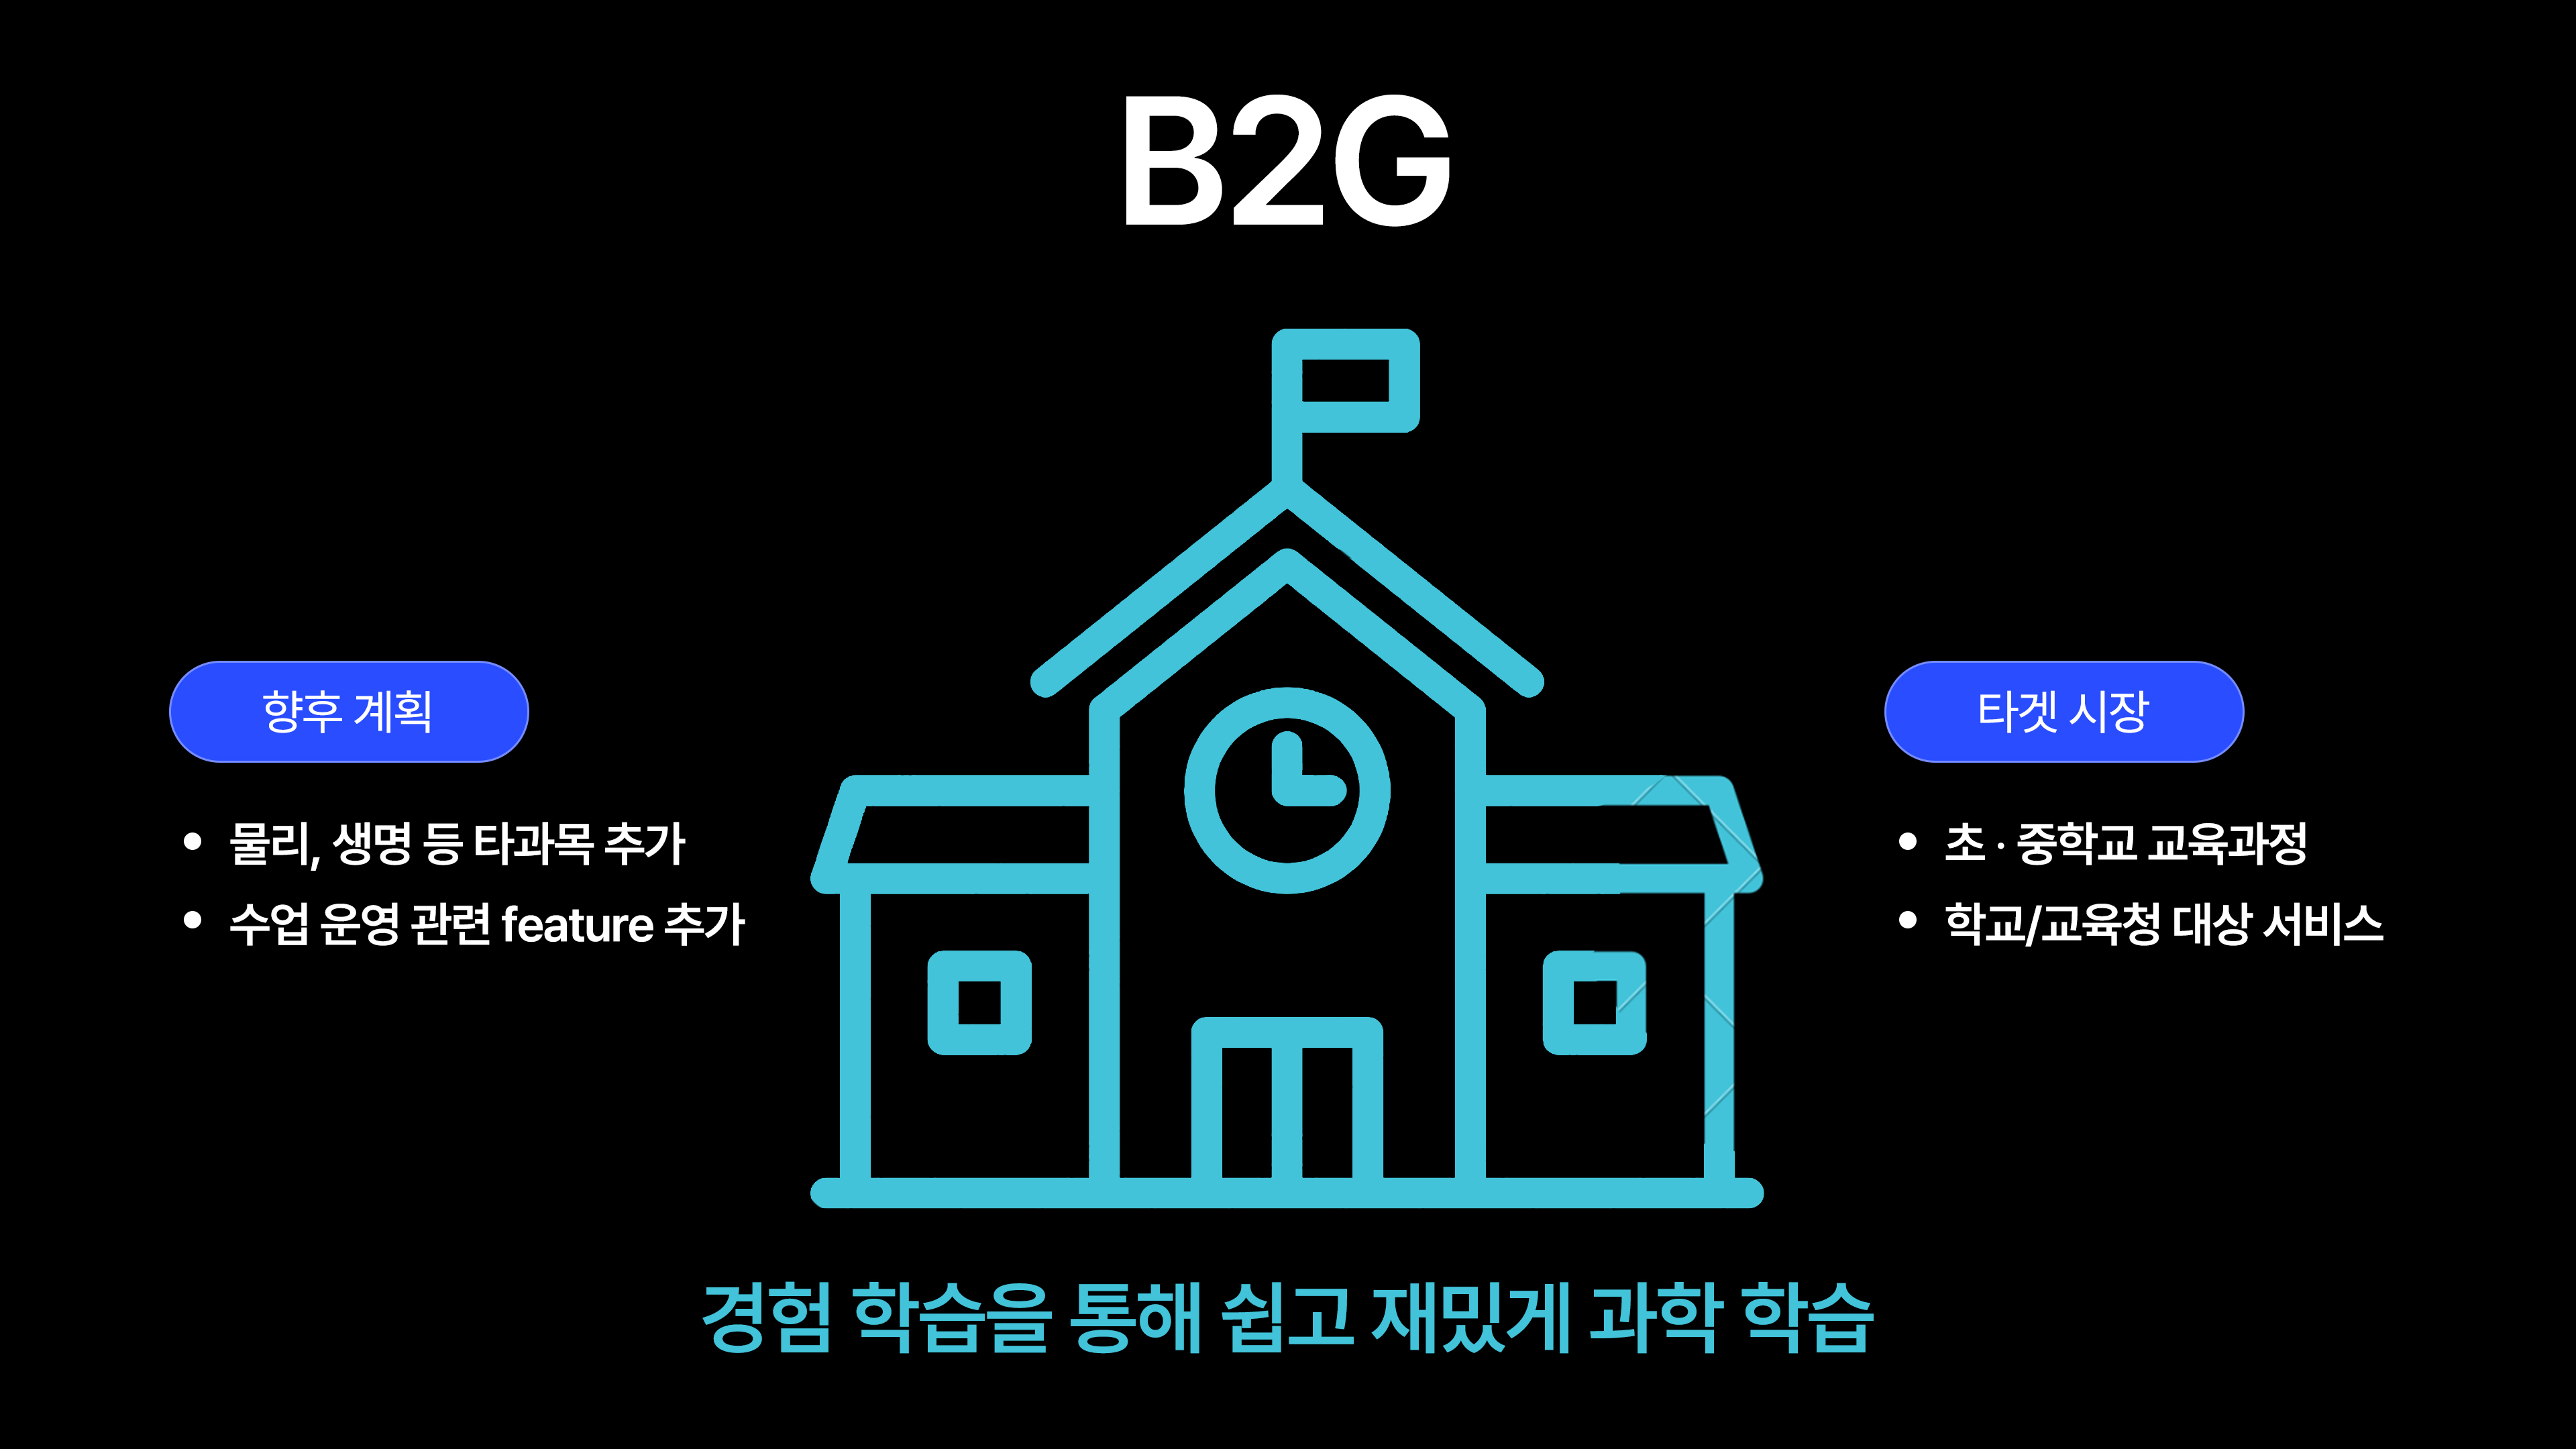 B2G
향후 계획
물리, 생명 등 타과목 추가
수업 운영 관련 feature 추가
타겟 시장
초 · 중학교 교육과정
학교/교육청 대상 서비스
경험 학습을 통해 쉽고 재밌게 과학 학습